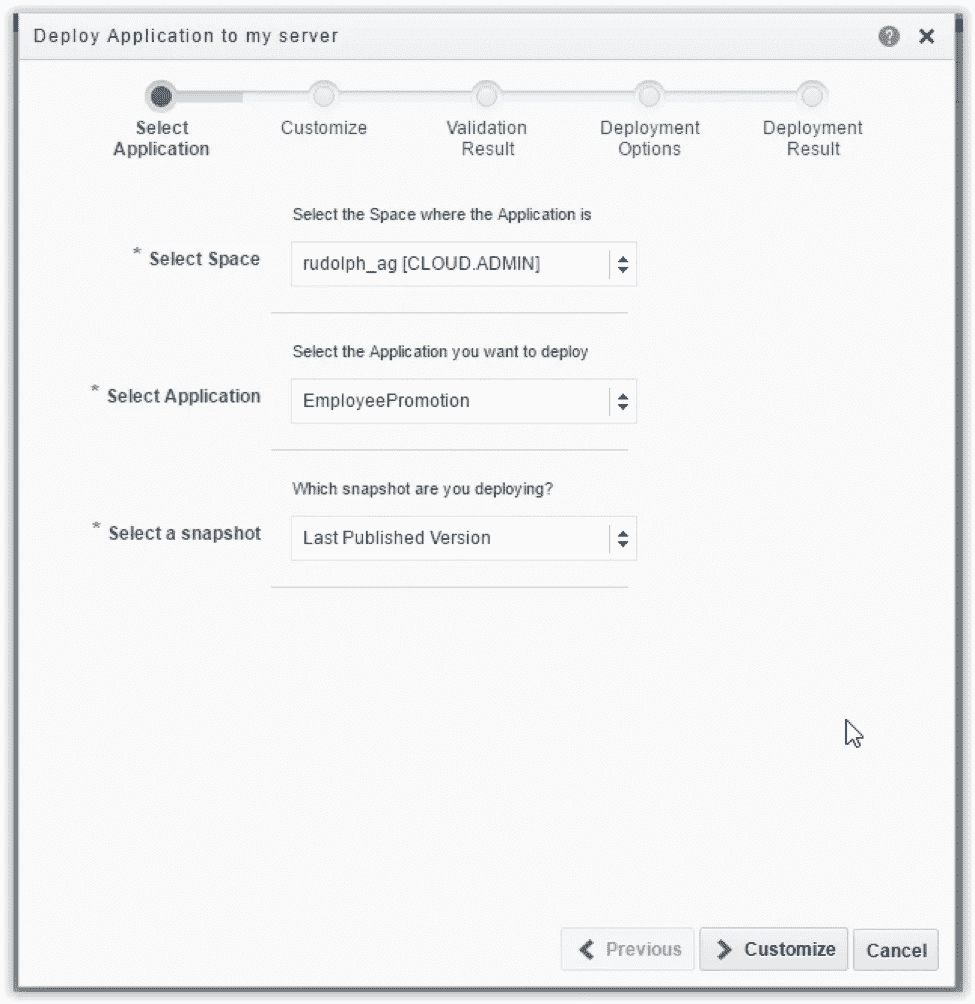 Deploy Application to my server
?
Select Application
Customize
Validation Result
Deployment Options
Deployment Result
Select the Space where the Application is
* Select Space
rudolph_ag [CLOUD.ADMIN]
Select the Application you want to deploy
* Select Application
EmployeePromotion
Which snapshot are you deploying?
* Select a snapshot
Last Published Version
Previous
Customize
Cancel